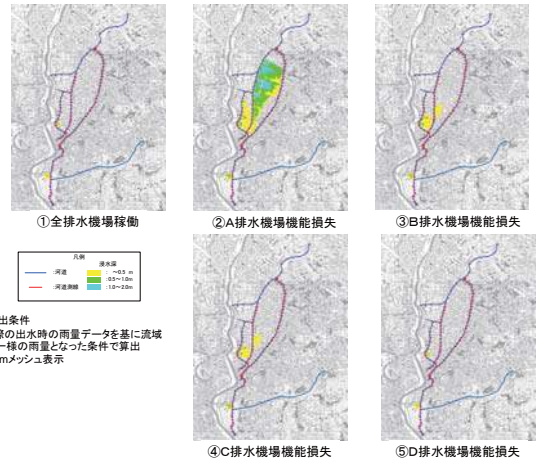 ①全排水機場稼働
②A排水機場機能損失
③B排水機場機能損失
凡例
浸水深
:河道
: ～0.5 m
:0.5～1.0m
:河道測線
:1.0～2.0m
出条件
際の出水時の雨量データを基に流域
一様の雨量となった条件で算出
mメッシュ表示
④C排水機場機能損失
⑤D排水機場機能損失